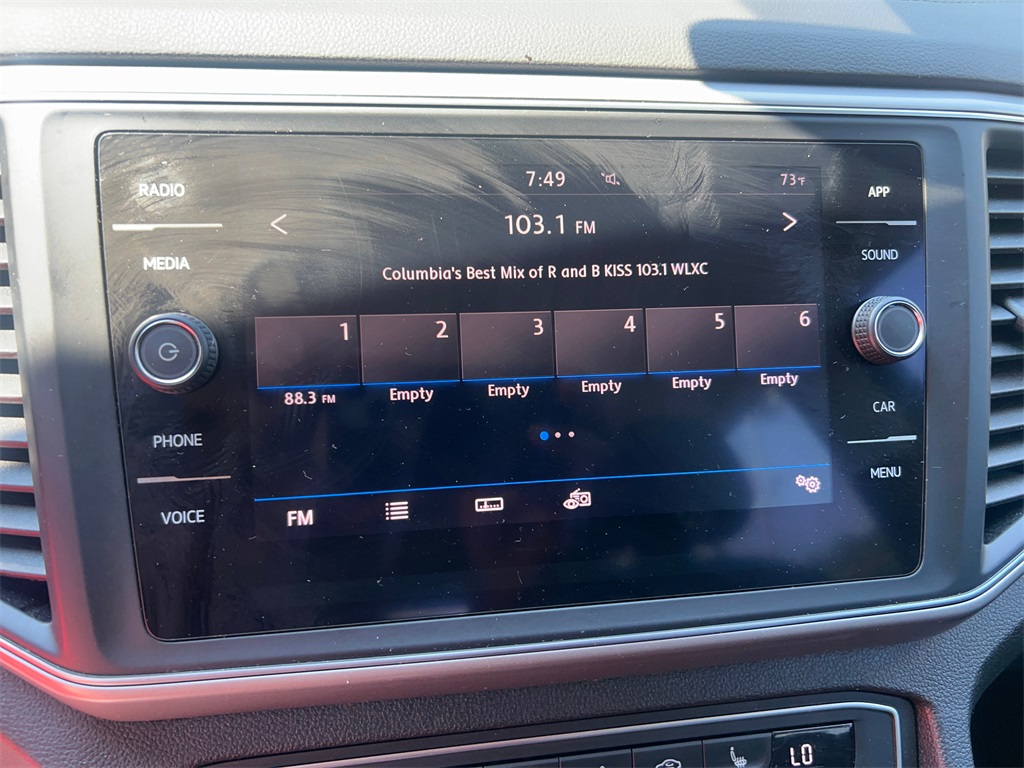 RADIO
MEDIA
PHONE
VOICE
7:49 73°F
103.1 FM
Columbia's Best Mix of R and B KISS 103.1 WLXC
1 2 3 4 5 6
88.3 FM Empty Empty Empty Empty Empty
FM
APP
SOUND
CAR
MENU
LO